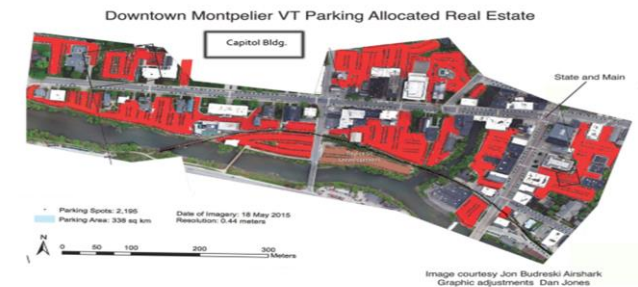 Downtown Montpelier VT Parking Allocated Real Estate
Capitol Bldg.
State and Main
Parking Spots: 2,195
Parking Area: 338 sq km
Date of Imagery: 18 May 2015
Resolution: 0.44 meters
N
0 50 100 200 300
Meters
Image courtesy Jon Budreski Airshark
Graphic adjustments Dan Jones